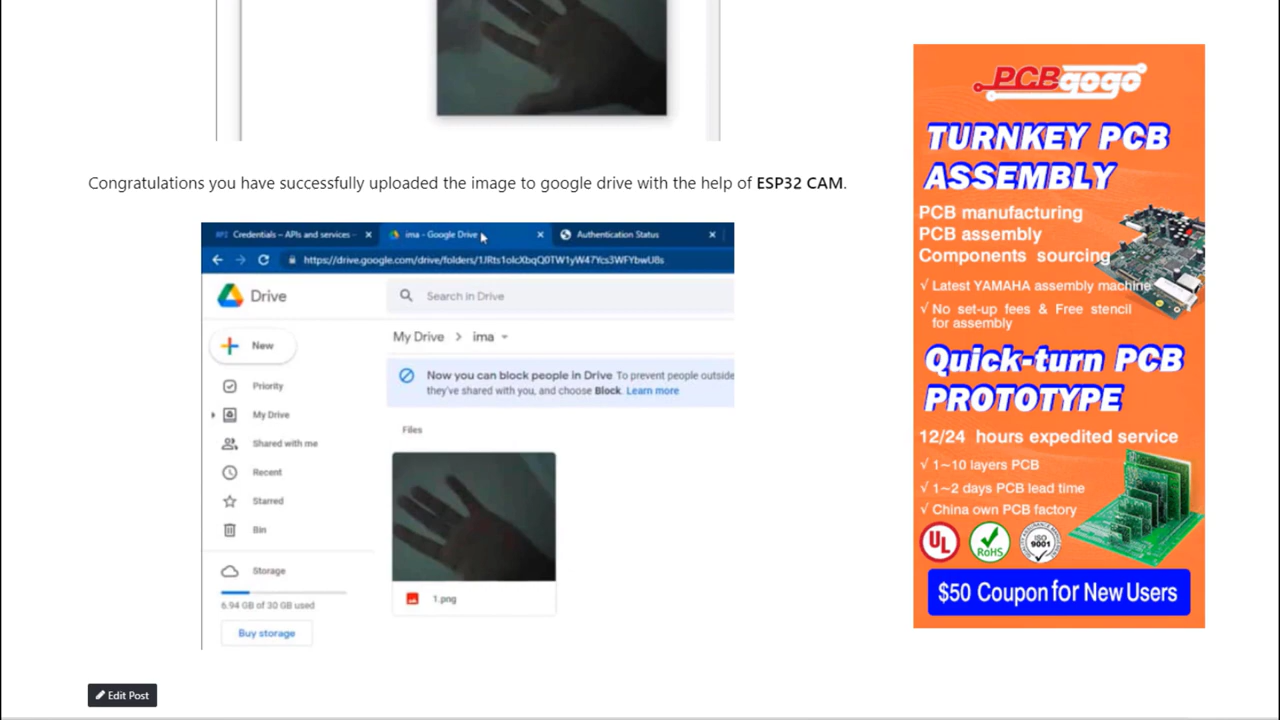 Congratulations you have successfully uploaded the image to google drive with the help of ESP32 CAM.
Credentials – APIs and services –
ima - Google Drive
Authentication Status
https://drive.google.com/drive/folders/1JRts1olcXbqQ0TW1yW47Ycs3WFYbwU8s
Drive
Search in Drive
New
My Drive > ima
Now you can block people in Drive To prevent people outside
they've shared with you, and choose Block. Learn more
Priority
My Drive
Shared with me
Recent
Starred
Bin
Storage
6.94 GB of 30 GB used
Buy storage
Files
1.png
Edit Post
PCBgogo
TURNKEY PCB
ASSEMBLY
PCB manufacturing
PCB assembly
Components sourcing
√ Latest YAMAHA assembly machine
√ No set-up fees & Free stencil
for assembly
Quick-turn PCB
PROTOTYPE
12/24 hours expedited service
√ 1~10 layers PCB
√ 1~2 days PCB lead time
√ China own PCB factory
UL
RoHS
ISO
9001
$50 Coupon for New Users